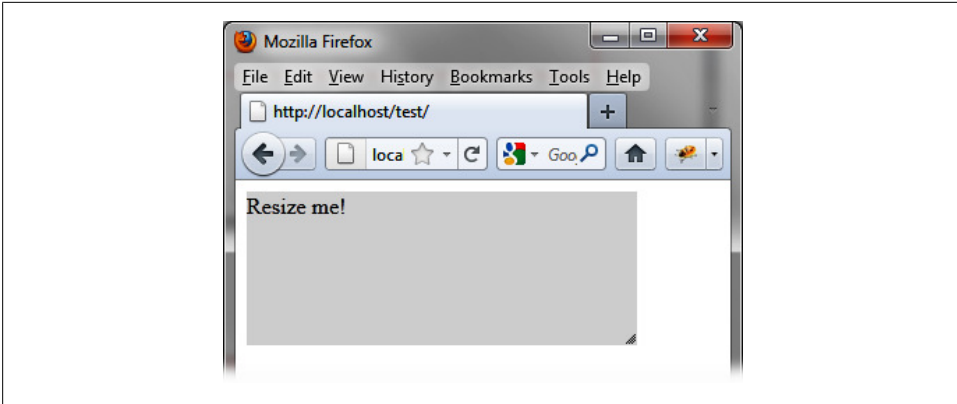 Mozilla Firefox
File Edit View History Bookmarks Tools Help
http://localhost/test/
loca Goo
Resize me!